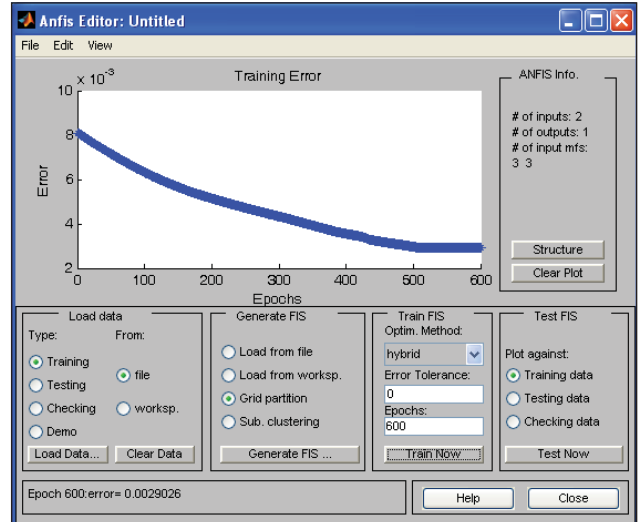 Anfis Editor: Untitled
File Edit View
Training Error
x 10^-3
10
8
6
4
2
Error
0 100 200 300 400 500 600
Epochs
ANFIS Info.
# of inputs: 2
# of outputs: 1
# of input mfs:
3 3
Structure
Clear Plot
Load data
Type: From:
Training
Testing
Checking
Demo
file
worksp.
Load Data... Clear Data
Generate FIS
Load from file
Load from worksp.
Grid partition
Sub. clustering
Generate FIS ...
Train FIS
Optim. Method:
hybrid
Error Tolerance:
0
Epochs:
600
Train Now
Test FIS
Plot against:
Training data
Testing data
Checking data
Test Now
Epoch 600:error= 0.0029026
Help Close